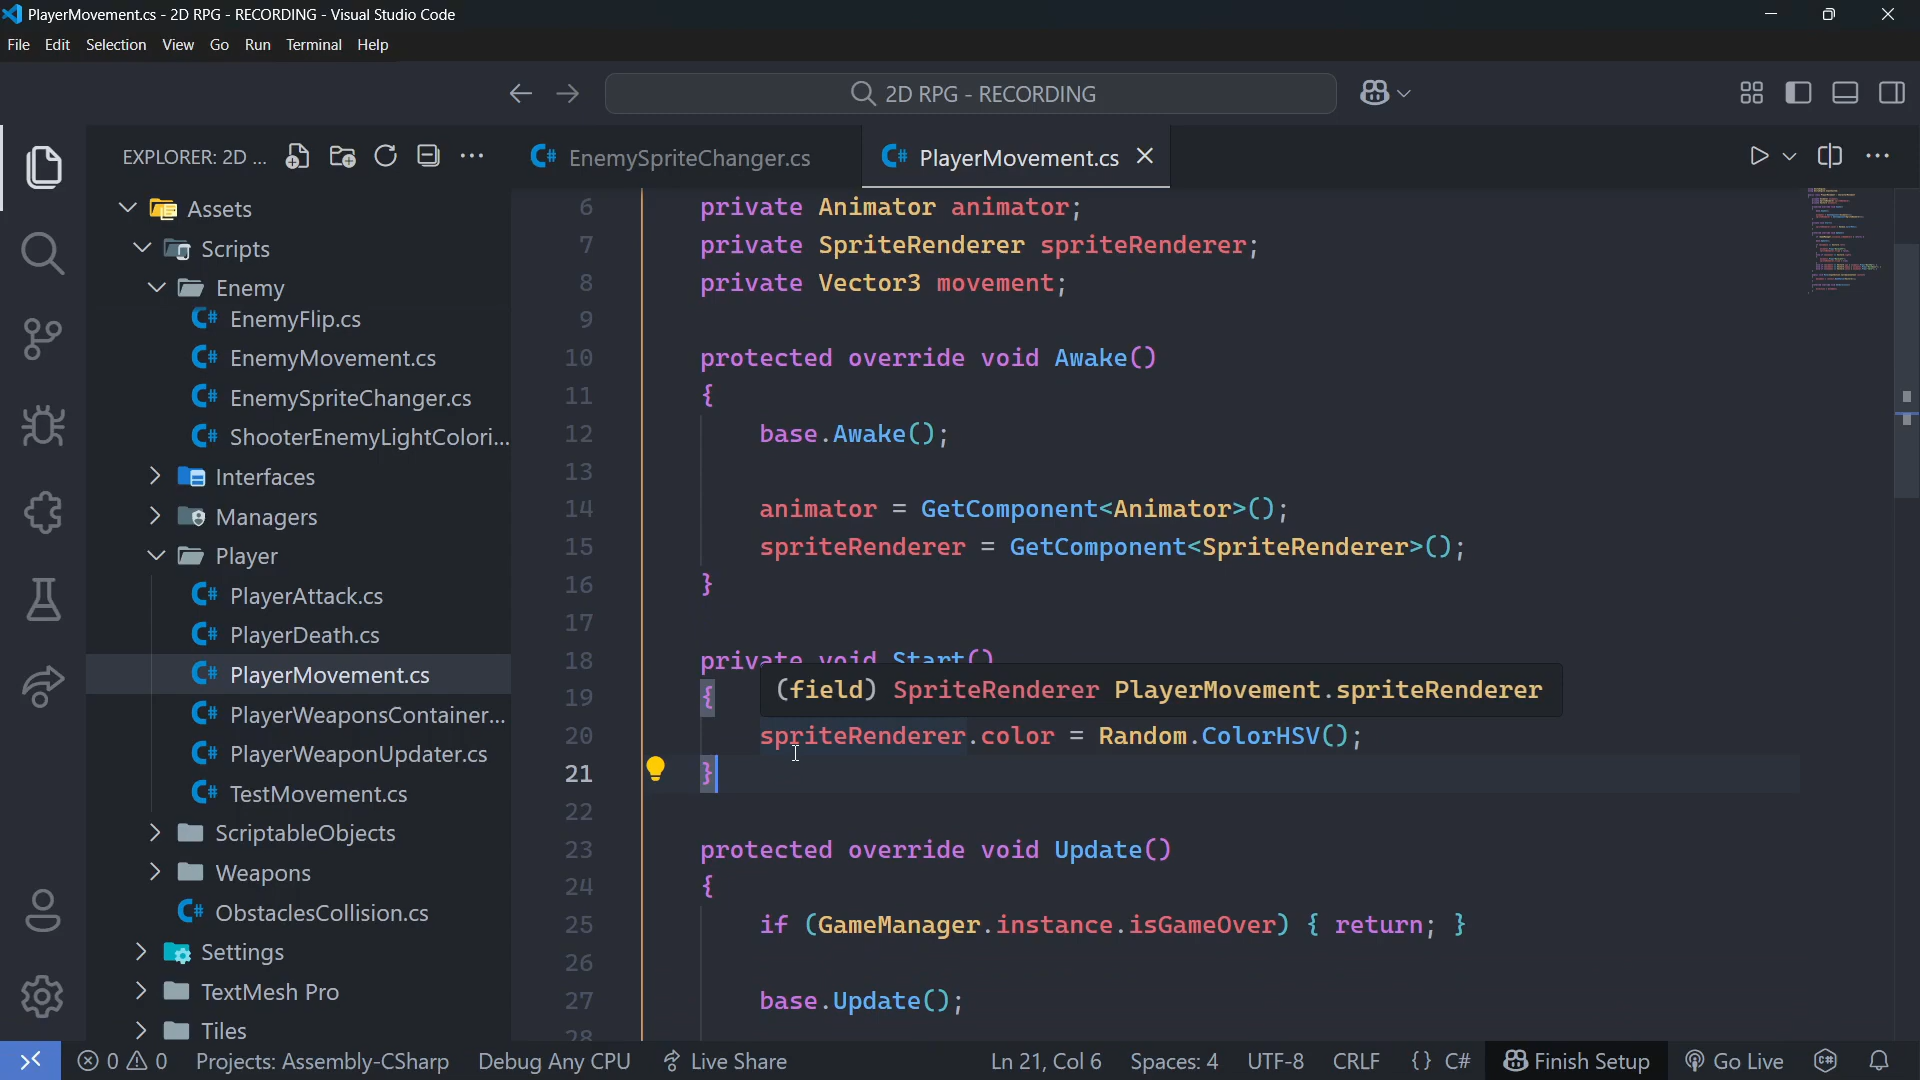 PlayerMovement.cs - 2D RPG - RECORDING - Visual Studio Code
File Edit Selection View Go Run Terminal Help
2D RPG - RECORDING
EXPLORER: 2D ...
EnemySpriteChanger.cs
PlayerMovement.cs
Assets
Scripts
Enemy
EnemyFlip.cs
EnemyMovement.cs
EnemySpriteChanger.cs
ShooterEnemyLightColori...
Interfaces
Managers
Player
PlayerAttack.cs
PlayerDeath.cs
PlayerMovement.cs
PlayerWeaponsContainer...
PlayerWeaponUpdater.cs
TestMovement.cs
ScriptableObjects
Weapons
ObstaclesCollision.cs
Settings
TextMesh Pro
Tiles
6 private Animator animator;
7 private SpriteRenderer spriteRenderer;
8 private Vector3 movement;
9
10 protected override void Awake()
11 {
12 base.Awake();
13
14 animator = GetComponent<Animator>();
15 spriteRenderer = GetComponent<SpriteRenderer>();
16 }
17
18 private void Start()
(field) SpriteRenderer PlayerMovement.spriteRenderer
19 {
20 spriteRenderer.color = Random.ColorHSV();
21 }
22
23 protected override void Update()
24 {
25 if (GameManager.instance.isGameOver) { return; }
26
27 base.Update();
28
0 0 Projects: Assembly-CSharp Debug Any CPU Live Share Ln 21, Col 6 Spaces: 4 UTF-8 CRLF {} C# Finish Setup Go Live